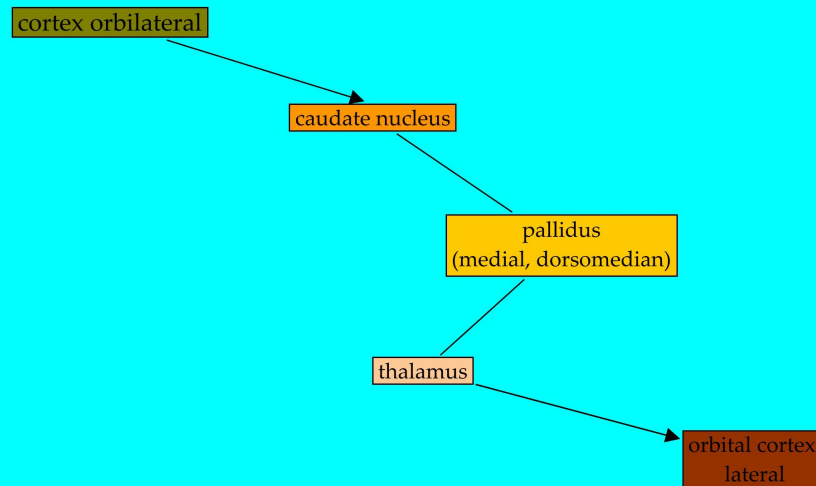 cortex orbilateral
caudate nucleus
pallidus
(medial, dorsomedian)
thalamus
orbital cortex
lateral